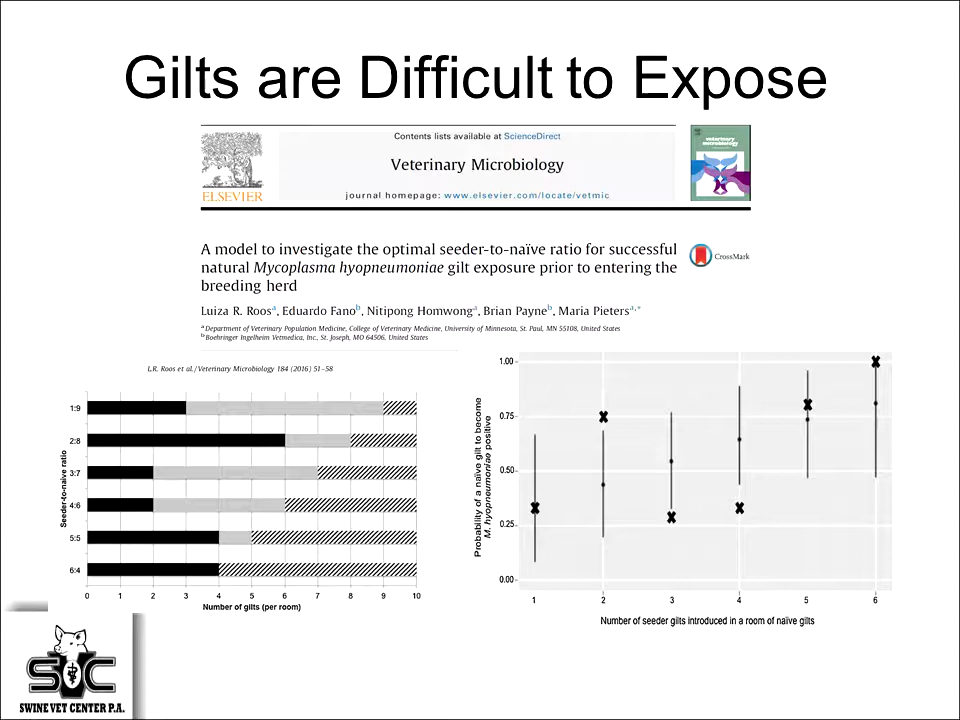 Gilts are Difficult to Expose
ELSEVIER
Contents lists available at ScienceDirect
Veterinary Microbiology
journal homepage: www.elsevier.com/locate/vetmic
veterinary
microbiology
A model to investigate the optimal seeder-to-naïve ratio for successful
natural Mycoplasma hyopneumoniae gilt exposure prior to entering the
breeding herd
CrossMark
Luiza R. Roosᵃ, Eduardo Fanoᵇ, Nitipong Homwongᵃ, Brian Payneᵇ, Maria Pietersᵃ,*
ᵃ Department of Veterinary Population Medicine, College of Veterinary Medicine, University of Minnesota, St. Paul, MN 55108, United States
ᵇ Boehringer Ingelheim Vetmedica, Inc., St. Joseph, MO 64506, United States
L.R. Roos et al. / Veterinary Microbiology 184 (2016) 51–58
Seeder-to-naive ratio
1:9
2:8
3:7
4:6
5:5
6:4
0 1 2 3 4 5 6 7 8 9 10
Number of gilts (per room)
Probability of a naïve gilt to become
M. hyopneumoniae positive
1.00
0.75
0.50
0.25
0.00
1 2 3 4 5 6
Number of seeder gilts introduced in a room of naïve gilts
SVC
SWINE VET CENTER P.A.